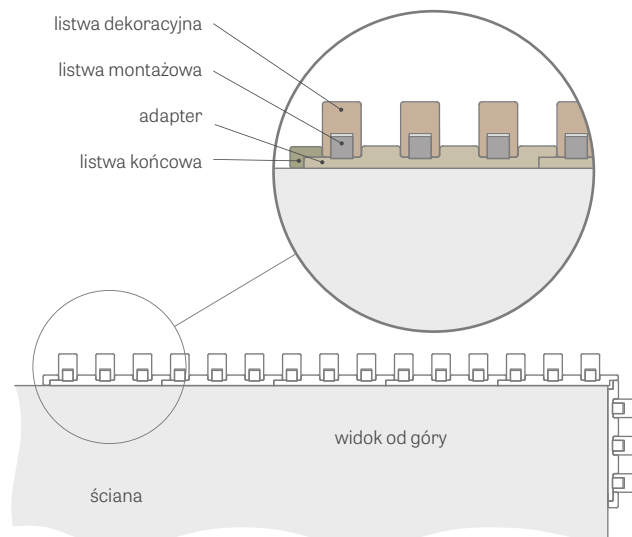 listwa dekoracyjna
listwa montażowa
adapter
listwa końcowa
widok od góry
ściana